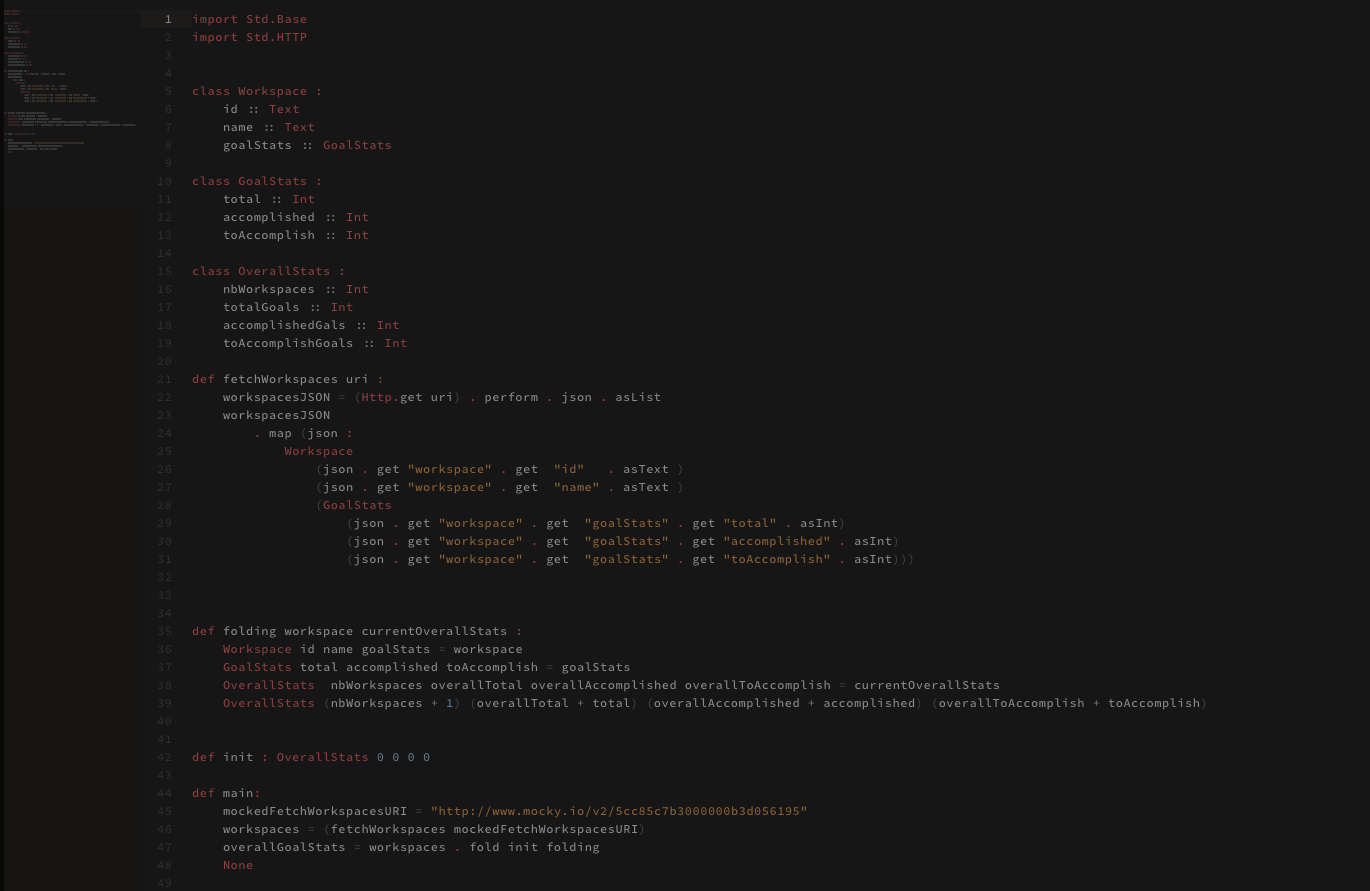 1 import Std.Base
2 import Std.HTTP
3
4
5 class Workspace :
6     id :: Text
7     name :: Text
8     goalStats :: GoalStats
9
10 class GoalStats :
11     total :: Int
12     accomplished :: Int
13     toAccomplish :: Int
14
15 class OverallStats :
16     nbWorkspaces :: Int
17     totalGoals :: Int
18     accomplishedGals :: Int
19     toAccomplishGoals :: Int
20
21 def fetchWorkspaces uri :
22     workspacesJSON = (Http.get uri) . perform . json . asList
23     workspacesJSON
24         . map (json :
25             Workspace
26                 (json . get "workspace" . get  "id"   . asText )
27                 (json . get "workspace" . get  "name" . asText )
28                 (GoalStats
29                     (json . get "workspace" . get  "goalStats" . get "total" . asInt)
30                     (json . get "workspace" . get  "goalStats" . get "accomplished" . asInt)
31                     (json . get "workspace" . get  "goalStats" . get "toAccomplish" . asInt)))
32
33
34
35 def folding workspace currentOverallStats :
36     Workspace id name goalStats = workspace
37     GoalStats total accomplished toAccomplish = goalStats
38     OverallStats  nbWorkspaces overallTotal overallAccomplished overallToAccomplish = currentOverallStats
39     OverallStats (nbWorkspaces + 1) (overallTotal + total) (overallAccomplished + accomplished) (overallToAccomplish + toAccomplish)
40
41
42 def init : OverallStats 0 0 0 0
43
44 def main:
45     mockedFetchWorkspacesURI = "http://www.mocky.io/v2/5cc85c7b3000000b3d056195"
46     workspaces = (fetchWorkspaces mockedFetchWorkspacesURI)
47     overallGoalStats = workspaces . fold init folding
48     None
49